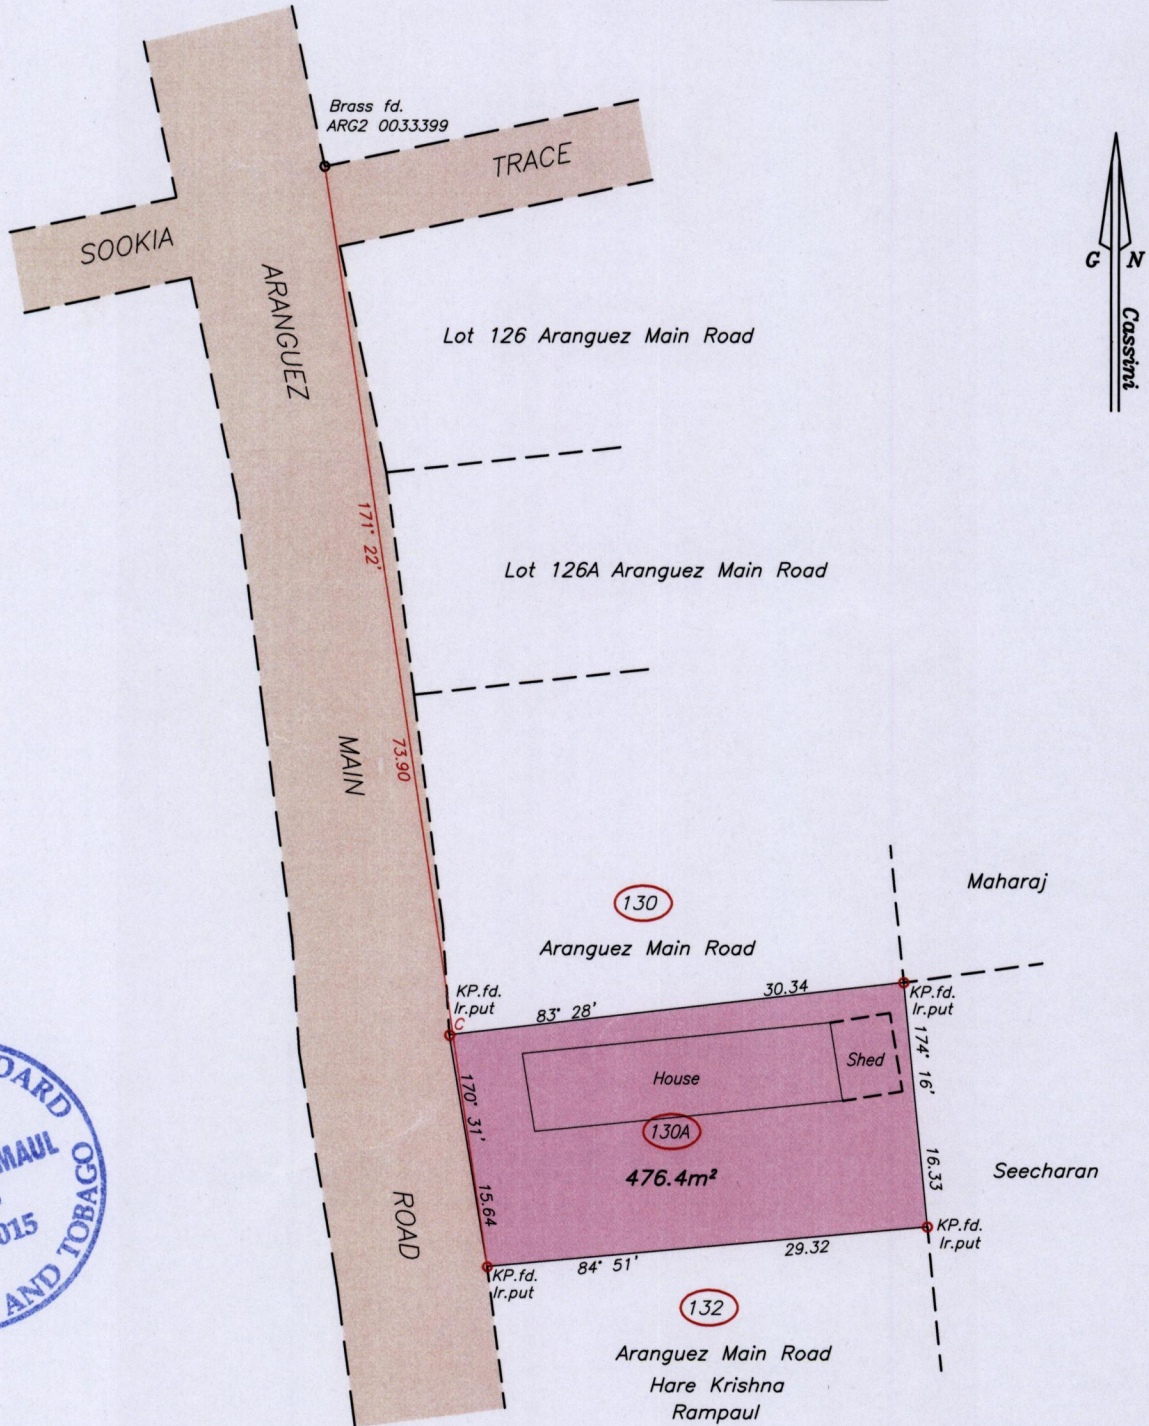 Brass fd.
ARG2 0033399
TRACE
SOOKIA
ARANGUEZ
G N
Cassini
Lot 126 Aranguez Main Road
171° 22'
Lot 126A Aranguez Main Road
MAIN
73.90
130
Maharaj
Aranguez Main Road
KP.fd.
Ir.put
C
83° 28'
30.34
KP.fd.
Ir.put
174° 16'
House
Shed
170° 31'
130A
476.4m²
16.33
Seecharan
15.64
ROAD
KP.fd.
Ir.put
84° 51'
29.32
KP.fd.
Ir.put
132
Aranguez Main Road
Hare Krishna
Rampaul
AND TOBAGO